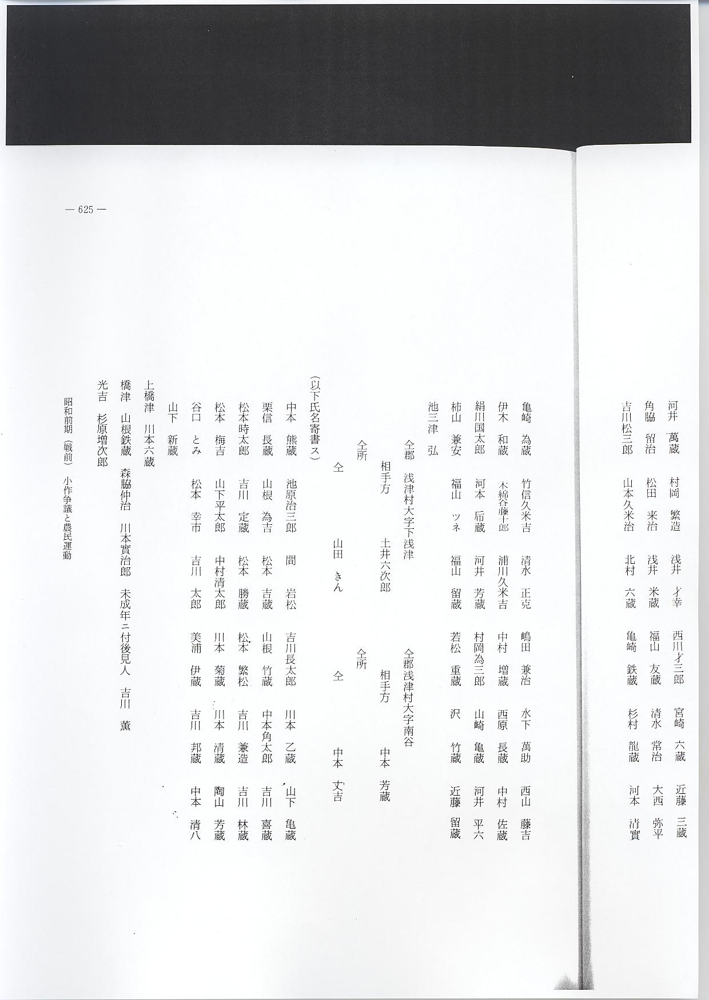 河井 萬蔵 村岡 繁造 浅井 才幸 西川才三郎 宮崎 六蔵 近藤 三蔵
角脇 留治 松田 来治 浅井 米蔵 福山 友蔵 清水 常治 大西 弥平
吉川松三郎 山本久米治 北村 六蔵 亀崎 鉄蔵 杉村 龍蔵 河本 清實
亀崎 為蔵 竹信久米吉 清水 正克 嶋田 兼治 水下 萬助 西山 藤吉
伊木 和蔵 木綿谷藤十郎 浦川久米吉 中村 増蔵 西原 長蔵 中村 佐蔵
絹川国太郎 河本 帋蔵 河井 芳蔵 村岡為三郎 山崎 亀蔵 河井 平六
柿山 兼安 福山 ツネ 福山 留蔵 若松 重蔵 沢 竹蔵 近藤 留蔵
池三津 弘
仝郡 浅津村大字下浅津 仝郡浅津村大字南谷
相手方 土井六次郎 相手方 中本 芳蔵
仝所 仝所
仝 山田 きん 仝 中本 丈吉
(以下氏名寄書ス)
中本 熊蔵 池原治三郎 間 岩松 吉川長太郎 川本 乙蔵 山下 亀蔵
栗信 長蔵 山根 為吉 松本 吉蔵 山根 竹蔵 中本角太郎 吉川 喜蔵
松本時太郎 吉川 定蔵 松本 勝蔵 松本 繁松 吉川 兼造 吉川 林蔵
松本 梅吉 山下平太郎 中村清太郎 川本 菊蔵 川本 清蔵 陶山 芳蔵
谷口 とみ 松本 幸市 吉川 太郎 美浦 伊蔵 吉川 邦蔵 中本 清八
山下 新蔵
上橋津 川本六蔵
橋津 山根鉄蔵 森脇仲治 川本實治郎 未成年ニ付後見人 吉川 薫
光吉 杉原増次郎
昭和前期(戦前) 小作争議と農民運動
— 625 —